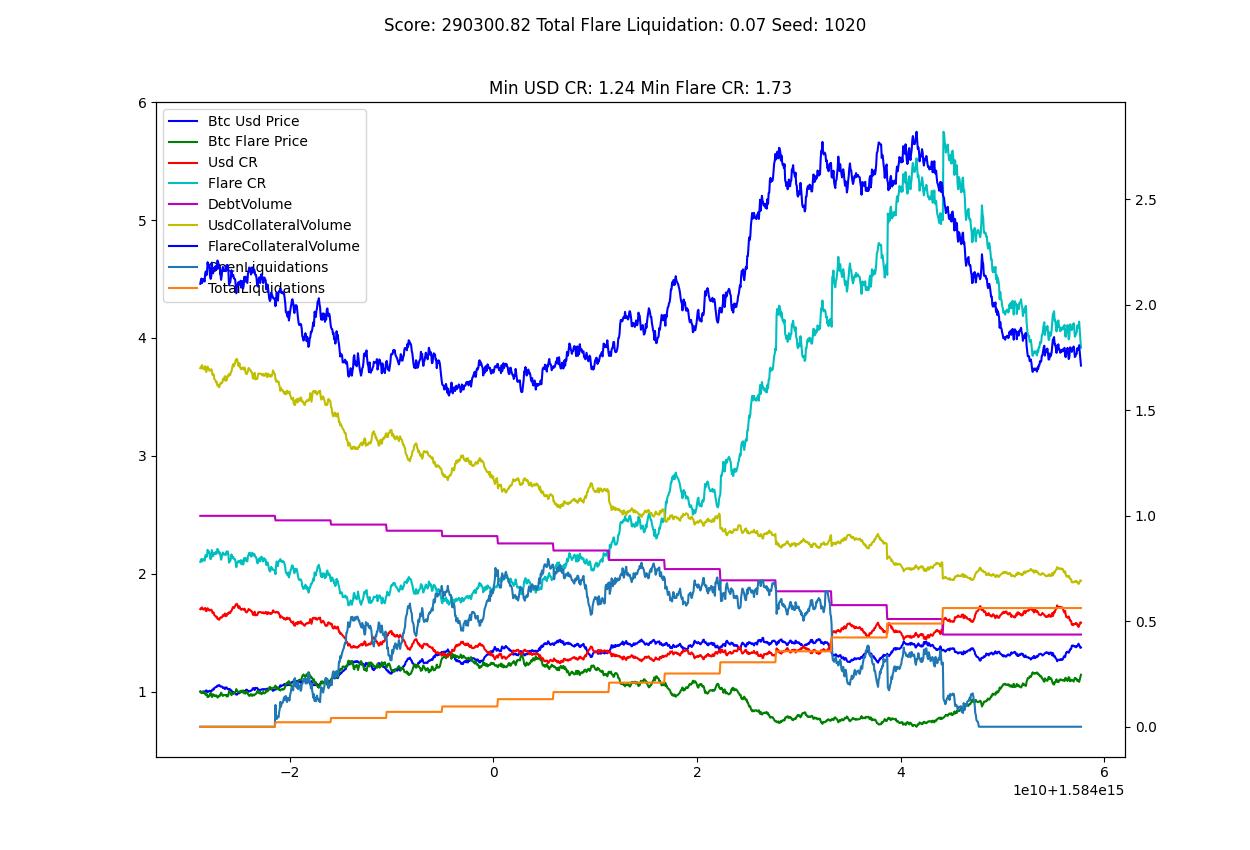 Score: 290300.82 Total Flare Liquidation: 0.07 Seed: 1020
Min USD CR: 1.24 Min Flare CR: 1.73
Btc Usd Price
Btc Flare Price
Usd CR
Flare CR
DebtVolume
UsdCollateralVolume
FlareCollateralVolume
OpenLiquidations
TotalLiquidations
6
5
4
3
2
1
2.5
2.0
1.5
1.0
0.5
0.0
−2 0 2 4 6
1e10+1.584e15